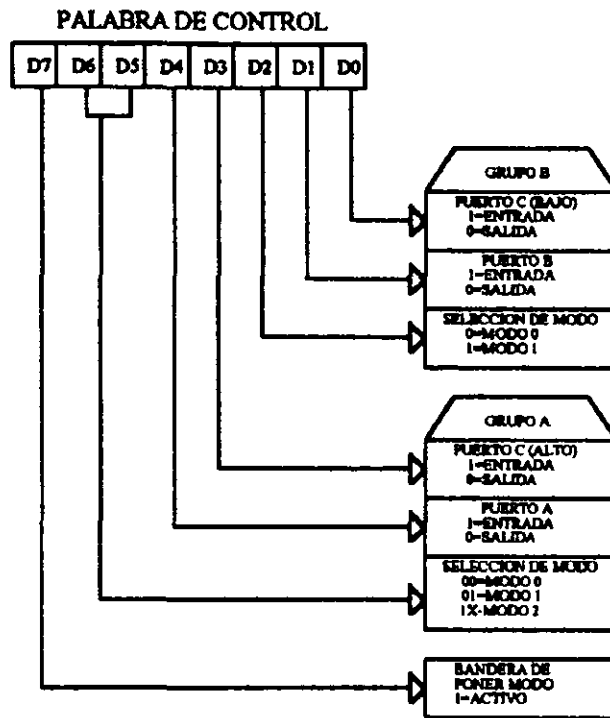 PALABRA DE CONTROL
D7 D6 D5 D4 D3 D2 D1 D0
GRUPO B
PUERTO C (BAJO)
1=ENTRADA
0=SALIDA
PUERTO B
1=ENTRADA
0=SALIDA
SELECCION DE MODO
0=MODO 0
1=MODO 1
GRUPO A
PUERTO C (ALTO)
1=ENTRADA
0=SALIDA
PUERTO A
1=ENTRADA
0=SALIDA
SELECCION DE MODO
00=MODO 0
01=MODO 1
1X-MODO 2
BANDERA DE
PONER MODO
1=ACTIVO